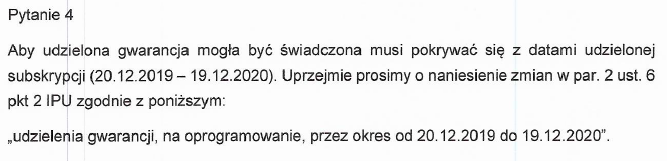 Pytanie 4
Aby udzielona gwarancja mogła być świadczona musi pokrywać się z datami udzielonej
subskrypcji (20.12.2019 – 19.12.2020). Uprzejmie prosimy o naniesienie zmian w par. 2 ust. 6
pkt 2 IPU zgodnie z poniższym:
„udzielenia gwarancji, na oprogramowanie, przez okres od 20.12.2019 do 19.12.2020”.